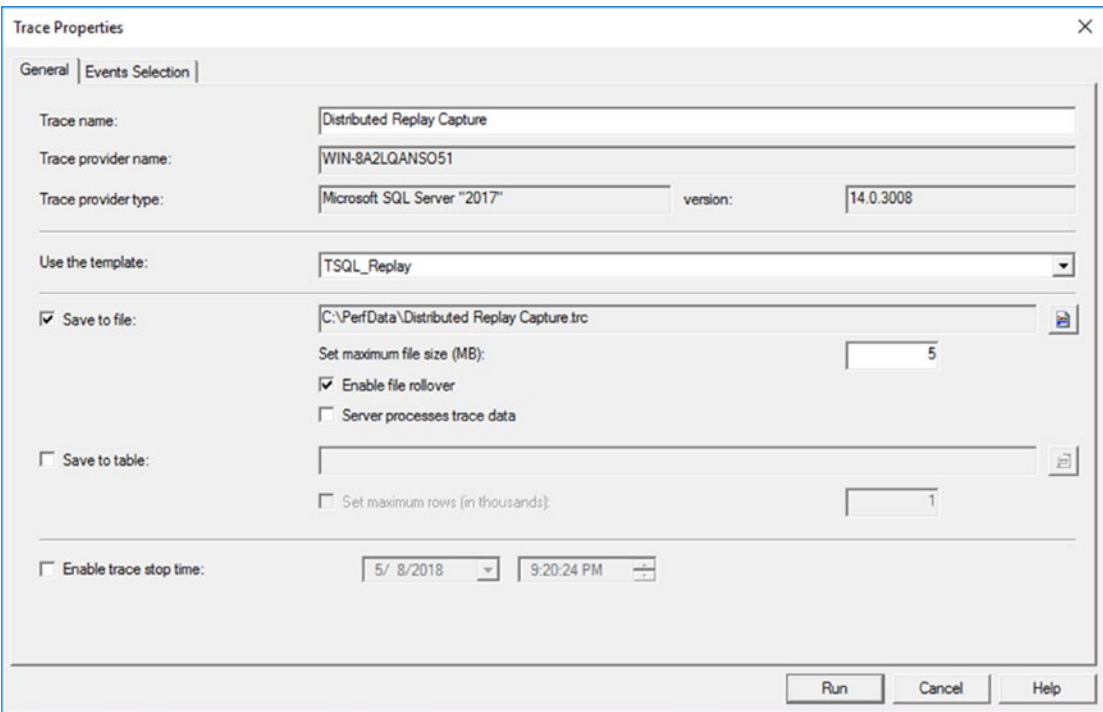 Trace Properties
General Events Selection
Trace name: Distributed Replay Capture
Trace provider name: WIN-8A2LQANSO51
Trace provider type: Microsoft SQL Server "2017" version: 14.0.3008
Use the template: TSQL_Replay
Save to file: C:\PerfData\Distributed Replay Capture.trc
Set maximum file size (MB): 5
Enable file rollover
Server processes trace data
Save to table:
Set maximum rows (in thousands): 1
Enable trace stop time: 5/ 8/2018 9:20:24 PM
Run Cancel Help